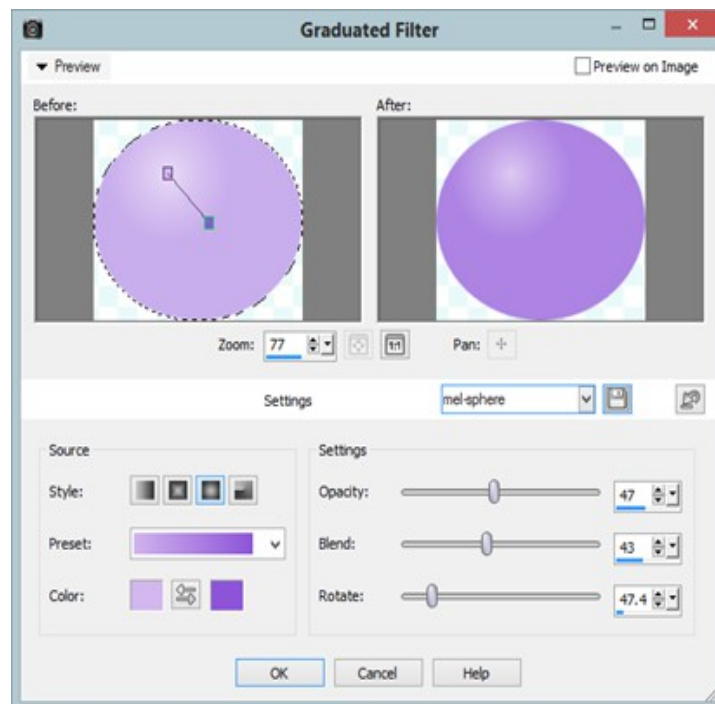 Graduated Filter
Preview
Preview on Image
Before:
After:
Zoom: 77 1:1 Pan:
Settings mel-sphere
Source
Settings
Style:
Opacity: 47
Preset:
Blend: 43
Color:
Rotate: 47.4
OK Cancel Help